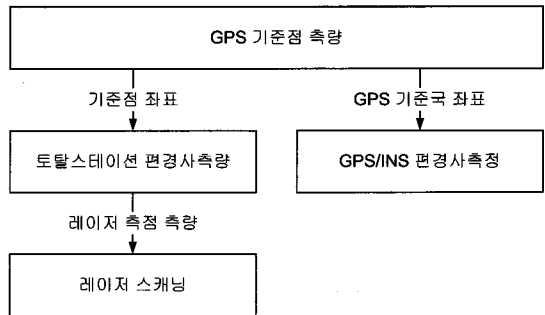 GPS 기준점 측량
기준점 좌표
GPS 기준국 좌표
토탈스테이션 편경사측량
GPS/INS 편경사측정
레이저 측점 측량
레이저 스캐닝